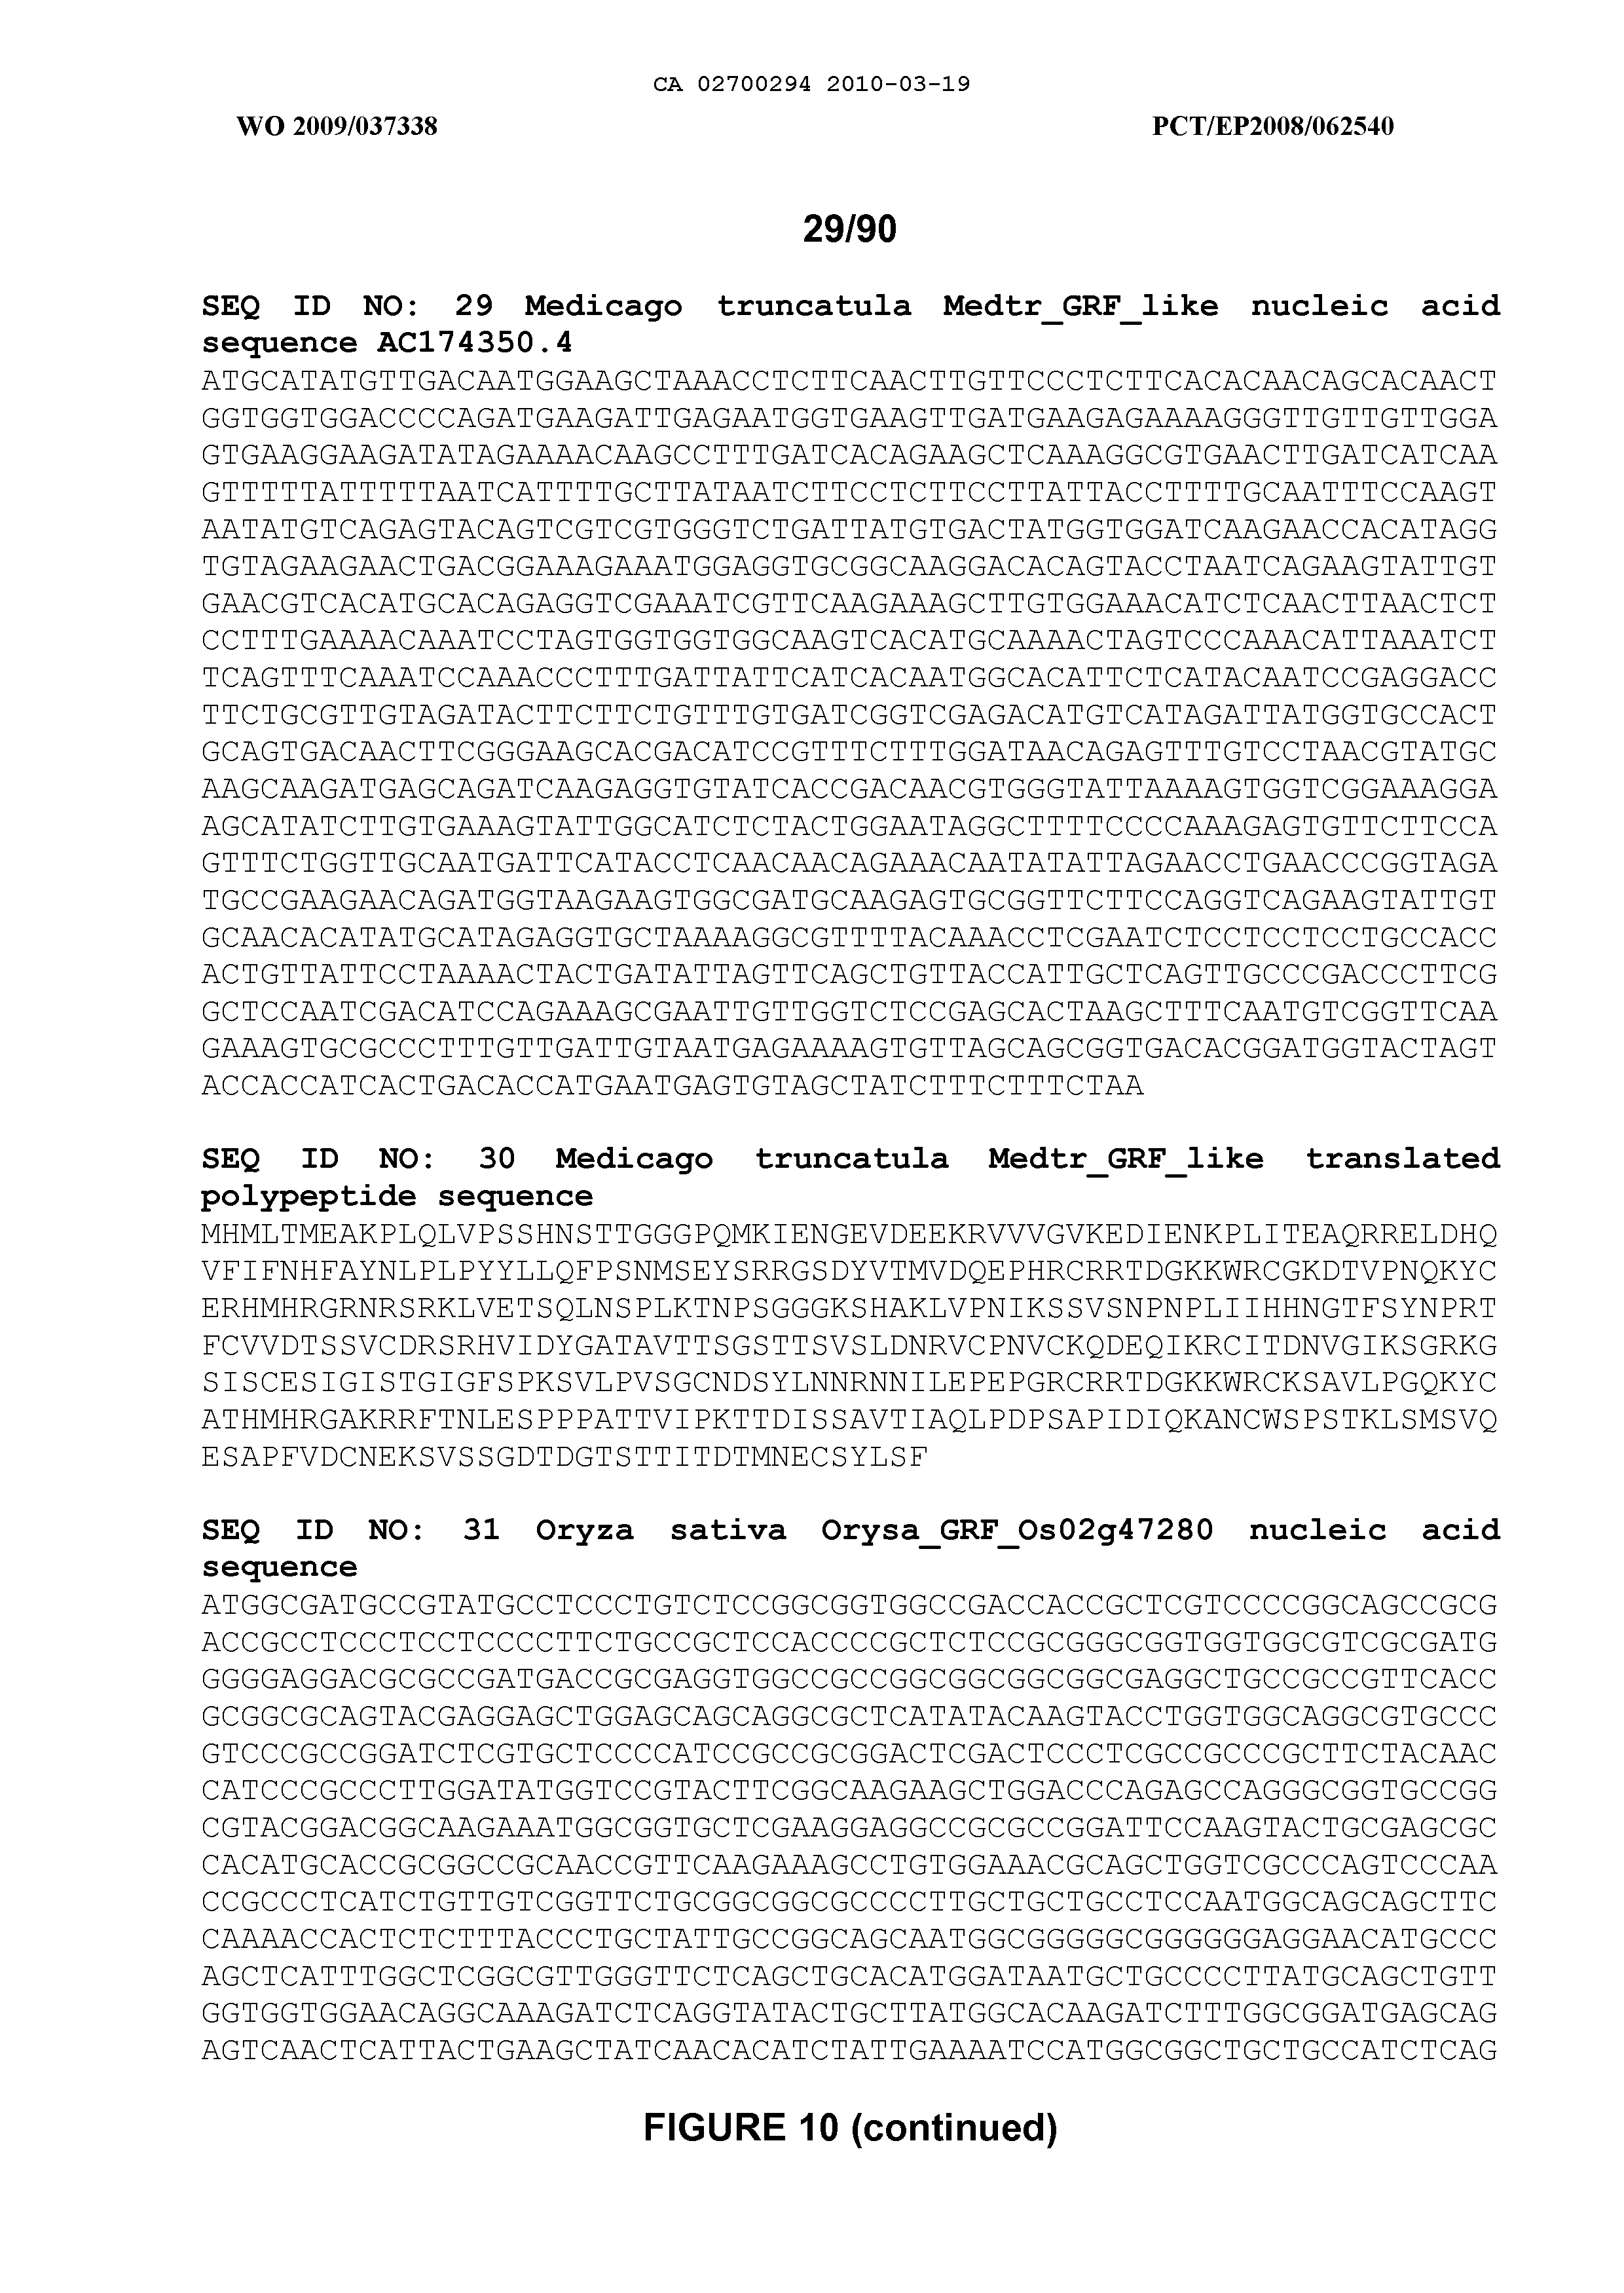 CA 02700294 2010-03-19
WO 2009/037338 PCT/EP2008/062540
29/90
SEQ ID NO: 29 Medicago truncatula Medtr_GRF_like nucleic acid
sequence AC174350.4
ATGCATATGTTGACAATGGAAGCTAAACCTCTTCAACTTGTTCCCTCTTCACACAACAGCACAACT
GGTGGTGGACCCCAGATGAAGATTGAGAATGGTGAAGTTGATGAAGAGAAAAGGGTTGTTGTTGGA
GTGAAGGAAGATATAGAAAACAAGCCTTTGATCACAGAAGCTCAAAGGCGTGAACTTGATCATCAA
GTTTTTATTTTTAATCATTTTGCTTATAATCTTCCTCTTCCTTATTACCTTTTGCAATTTCCAAGT
AATATGTCAGAGTACAGTCGTCGTGGGTCTGATTATGTGACTATGGTGGATCAAGAACCACATAGG
TGTAGAAGAACTGACGGAAAGAAATGGAGGTGCGGCAAGGACACAGTACCTAATCAGAAGTATTGT
GAACGTCACATGCACAGAGGTCGAAATCGTTCAAGAAAGCTTGTGGAAACATCTCAACTTAACTCT
CCTTTGAAAACAAATCCTAGTGGTGGTGGCAAGTCACATGCAAAACTAGTCCCAAACATTAAATCT
TCAGTTTCAAATCCAAACCCTTTGATTATTCATCACAATGGCACATTCTCATACAATCCGAGGACC
TTCTGCGTTGTAGATACTTCTTCTGTTTGTGATCGGTCGAGACATGTCATAGATTATGGTGCCACT
GCAGTGACAACTTCGGGAAGCACGACATCCGTTTCTTTGGATAACAGAGTTTGTCCTAACGTATGC
AAGCAAGATGAGCAGATCAAGAGGTGTATCACCGACAACGTGGGTATTAAAAGTGGTCGGAAAGGA
AGCATATCTTGTGAAAGTATTGGCATCTCTACTGGAATAGGCTTTTCCCCAAAGAGTGTTCTTCCA
GTTTCTGGTTGCAATGATTCATACCTCAACAACAGAAACAATATATTAGAACCTGAACCCGGTAGA
TGCCGAAGAACAGATGGTAAGAAGTGGCGATGCAAGAGTGCGGTTCTTCCAGGTCAGAAGTATTGT
GCAACACATATGCATAGAGGTGCTAAAAGGCGTTTTACAAACCTCGAATCTCCTCCTCCTGCCACC
ACTGTTATTCCTAAAACTACTGATATTAGTTCAGCTGTTACCATTGCTCAGTTGCCCGACCCTTCG
GCTCCAATCGACATCCAGAAAGCGAATTGTTGGTCTCCGAGCACTAAGCTTTCAATGTCGGTTCAA
GAAAGTGCGCCCTTTGTTGATTGTAATGAGAAAAGTGTTAGCAGCGGTGACACGGATGGTACTAGT
ACCACCATCACTGACACCATGAATGAGTGTAGCTATCTTTCTTTCTAA
SEQ ID NO: 30 Medicago truncatula Medtr_GRF_like translated
polypeptide sequence
MHMLTMEAKPLQLVPSSHNSTTGGGPQMKIENGEVDEEKRVVVGVKEDIENKPLITEAQRRELDHQ
VFIFNHFAYNLPLPYYLLQFPSNMSEYSRRGSDYVTMVDQEPHRCRRTDGKKWRCGKDTVPNQKYC
ERHMHRGRNRSRKLVETSQLNSPLKTNPSGGGKSHAKLVPNIKSSVSNPNPLIIHHNGTFSYNPRT
FCVVDTSSVCDRSRHVIDYGATAVTTSGSTTSVSLDNRVCPNVCKQDEQIKRCITDNVGIKSGRKG
SISCESIGISTGIGFSPKSVLPVSGCNDSYLNNRNNILEPEPGRCRRTDGKKWRCKSAVLPGQKYC
ATHMHRGAKRRFTNLESPPPATTVIPKTTDISSAVTIAQLPDPSAPIDIQKANCWSPSTKLSMSVQ
ESAPFVDCNEKSVSSGDTDGTSTTITDTMNECSYLSF
SEQ ID NO: 31 Oryza sativa Orysa_GRF_Os02g47280 nucleic acid
sequence
ATGGCGATGCCGTATGCCTCCCTGTCTCCGGCGGTGGCCGACCACCGCTCGTCCCCGGCAGCCGCG
ACCGCCTCCCTCCTCCCCTTCTGCCGCTCCACCCCGCTCTCCGCGGGCGGTGGTGGCGTCGCGATG
GGGGAGGACGCGCCGATGACCGCGAGGTGGCCGCCGGCGGCGGCGGCGAGGCTGCCGCCGTTCACC
GCGGCGCAGTACGAGGAGCTGGAGCAGCAGGCGCTCATATACAAGTACCTGGTGGCAGGCGTGCCC
GTCCCGCCGGATCTCGTGCTCCCCATCCGCCGCGGACTCGACTCCCTCGCCGCCCGCTTCTACAAC
CATCCCGCCCTTGGATATGGTCCGTACTTCGGCAAGAAGCTGGACCCAGAGCCAGGGCGGTGCCGG
CGTACGGACGGCAAGAAATGGCGGTGCTCGAAGGAGGCCGCGCCGGATTCCAAGTACTGCGAGCGC
CACATGCACCGCGGCCGCAACCGTTCAAGAAAGCCTGTGGAAACGCAGCTGGTCGCCCAGTCCCAA
CCGCCCTCATCTGTTGTCGGTTCTGCGGCGGCGCCCCTTGCTGCTGCCTCCAATGGCAGCAGCTTC
CAAAACCACTCTCTTTACCCTGCTATTGCCGGCAGCAATGGCGGGGGCGGGGGGAGGAACATGCCC
AGCTCATTTGGCTCGGCGTTGGGTTCTCAGCTGCACATGGATAATGCTGCCCCTTATGCAGCTGTT
GGTGGTGGAACAGGCAAAGATCTCAGGTATACTGCTTATGGCACAAGATCTTTGGCGGATGAGCAG
AGTCAACTCATTACTGAAGCTATCAACACATCTATTGAAAATCCATGGCGGCTGCTGCCATCTCAG
FIGURE 10 (continued)